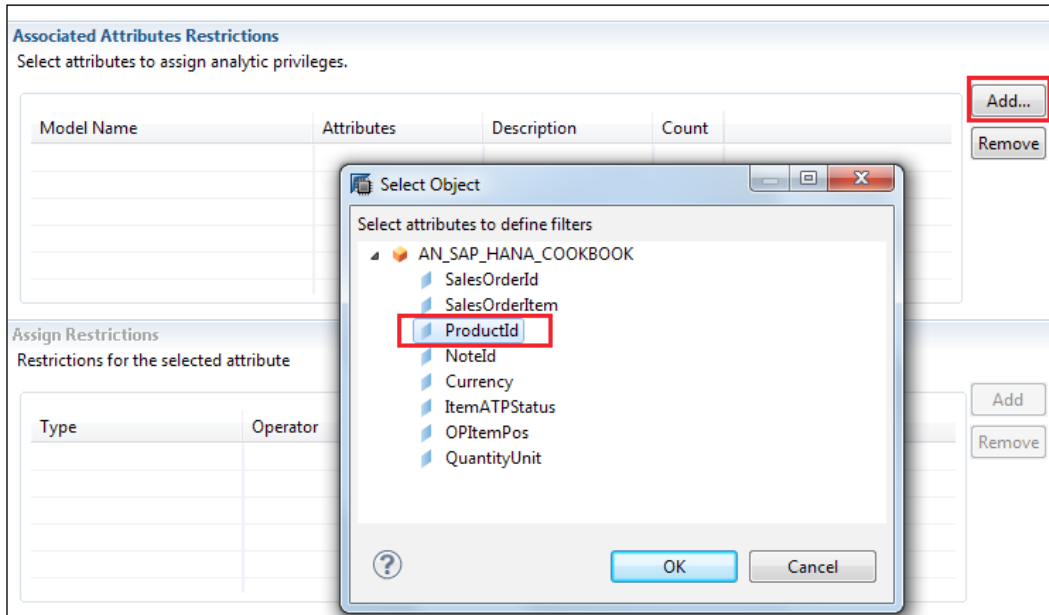 Associated Attributes Restrictions
Select attributes to assign analytic privileges.
Add...
Model Name Attributes Description Count
Remove
Select Object
Select attributes to define filters
AN_SAP_HANA_COOKBOOK
SalesOrderId
SalesOrderItem
ProductId
NoteId
Currency
ItemATPStatus
OPItemPos
QuantityUnit
? OK Cancel
Assign Restrictions
Restrictions for the selected attribute
Add
Type Operator
Remove